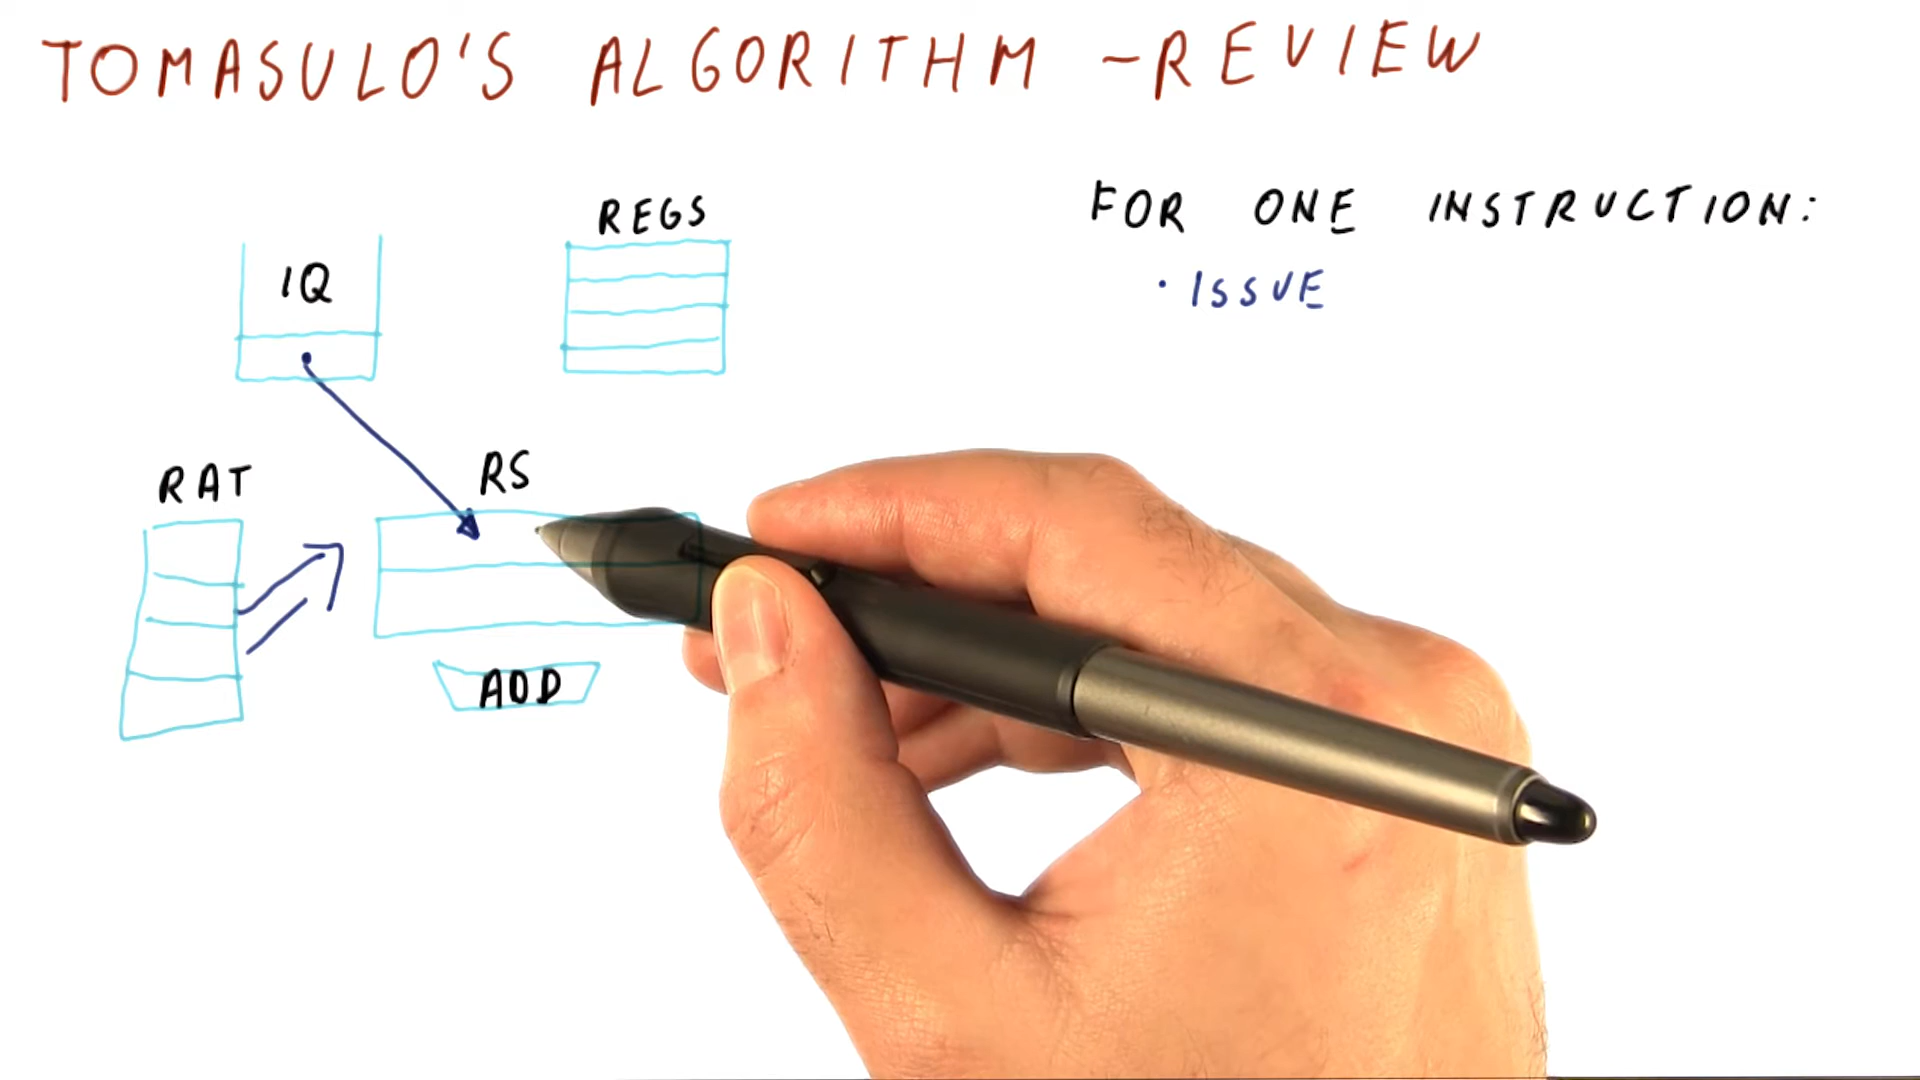 TOMASULO'S ALGORITHM - REVIEW
REGS
FOR ONE INSTRUCTION:
IQ
• ISSUE
RS
RAT
ADD